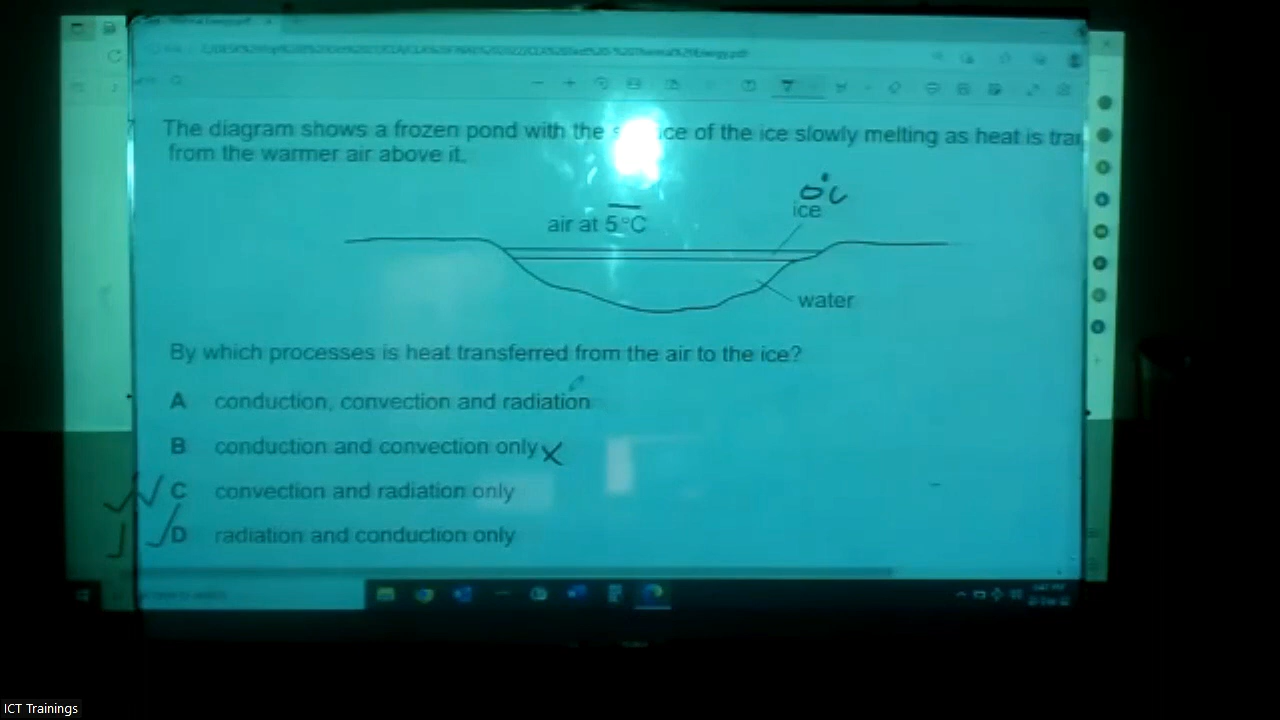 The diagram shows a frozen pond with the ce of the ice slowly melting as heat is tra
from the warmer air above it.
0°C
ice
air at 5°C
water
By which processes is heat transferred from the air to the ice?
A conduction, convection and radiation
B conduction and convection only X
C convection and radiation only
D radiation and conduction only
ICT Trainings